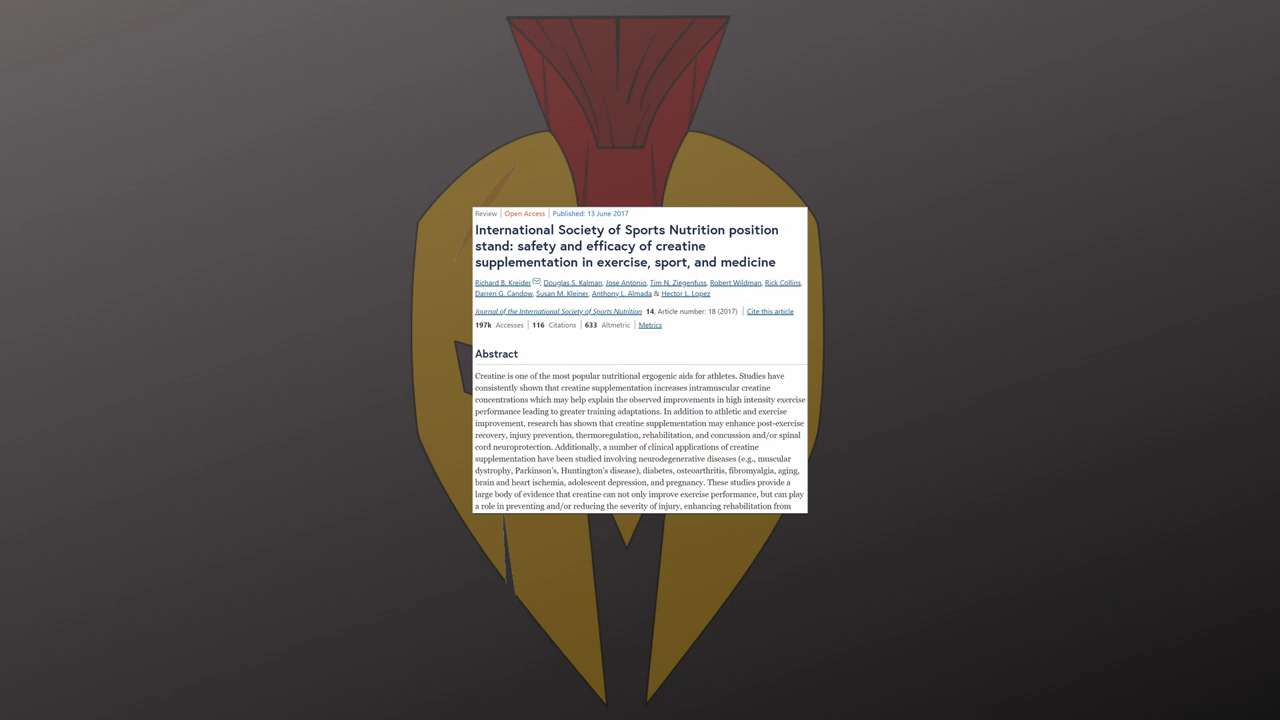 Review | Open Access | Published: 13 June 2017
International Society of Sports Nutrition position
stand: safety and efficacy of creatine
supplementation in exercise, sport, and medicine
Richard B. Kreider, Douglas S. Kalman, Jose Antonio, Tim N. Ziegenfuss, Robert Wildman, Rick Collins,
Darren G. Candow, Susan M. Kleiner, Anthony L. Almada & Hector L. Lopez
Journal of the International Society of Sports Nutrition 14, Article number: 18 (2017) | Cite this article
197k Accesses | 116 Citations | 633 Altmetric | Metrics
Abstract
Creatine is one of the most popular nutritional ergogenic aids for athletes. Studies have
consistently shown that creatine supplementation increases intramuscular creatine
concentrations which may help explain the observed improvements in high intensity exercise
performance leading to greater training adaptations. In addition to athletic and exercise
improvement, research has shown that creatine supplementation may enhance post-exercise
recovery, injury prevention, thermoregulation, rehabilitation, and concussion and/or spinal
cord neuroprotection. Additionally, a number of clinical applications of creatine
supplementation have been studied involving neurodegenerative diseases (e.g., muscular
dystrophy, Parkinson's, Huntington's disease), diabetes, osteoarthritis, fibromyalgia, aging,
brain and heart ischemia, adolescent depression, and pregnancy. These studies provide a
large body of evidence that creatine can not only improve exercise performance, but can play
a role in preventing and/or reducing the severity of injury, enhancing rehabilitation from